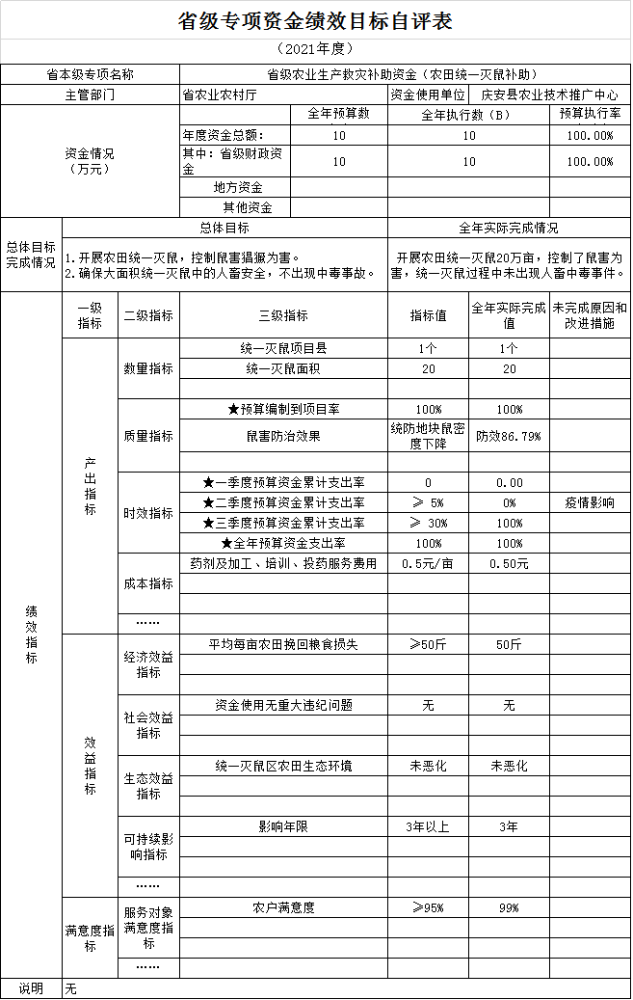 省级专项资金绩效目标自评表
（2021年度）
省本级专项名称 省级农业生产救灾补助资金（农田统一灭鼠补助）
主管部门 省农业农村厅 资金使用单位 庆安县农业技术推广中心
资金情况
（万元）
全年预算数 全年执行数（B） 预算执行率
年度资金总额： 10 10 100.00%
其中：省级财政资金 10 10 100.00%
地方资金
其他资金
总体目标完成情况
总体目标 全年实际完成情况
1.开展农田统一灭鼠，控制鼠害猖獗为害。
2.确保大面积统一灭鼠中的人畜安全，不出现中毒事故。
开展农田统一灭鼠20万亩，控制了鼠害为
害，统一灭鼠过程中未出现人畜中毒事件。
绩效指标
一级指标 二级指标 三级指标 指标值 全年实际完成值 未完成原因和改进措施
产出指标
数量指标
统一灭鼠项目县 1个 1个
统一灭鼠面积 20 20
质量指标
★预算编制到项目率 100% 100%
鼠害防治效果 统防地块鼠密度下降 防效86.79%
时效指标
★一季度预算资金累计支出率 0 0.00
★二季度预算资金累计支出率 ≥ 5% 0% 疫情影响
★三季度预算资金累计支出率 ≥ 30% 100%
★全年预算资金支出率 100% 100%
成本指标
药剂及加工、培训、投药服务费用 0.5元/亩 0.50元
……
效益指标
经济效益指标
平均每亩农田挽回粮食损失 ≥50斤 50斤
社会效益指标
资金使用无重大违纪问题 无 无
生态效益指标
统一灭鼠区农田生态环境 未恶化 未恶化
可持续影响指标
影响年限 3年以上 3年
……
满意度指标
服务对象满意度指标
农户满意度 ≥95% 99%
……
说明 无